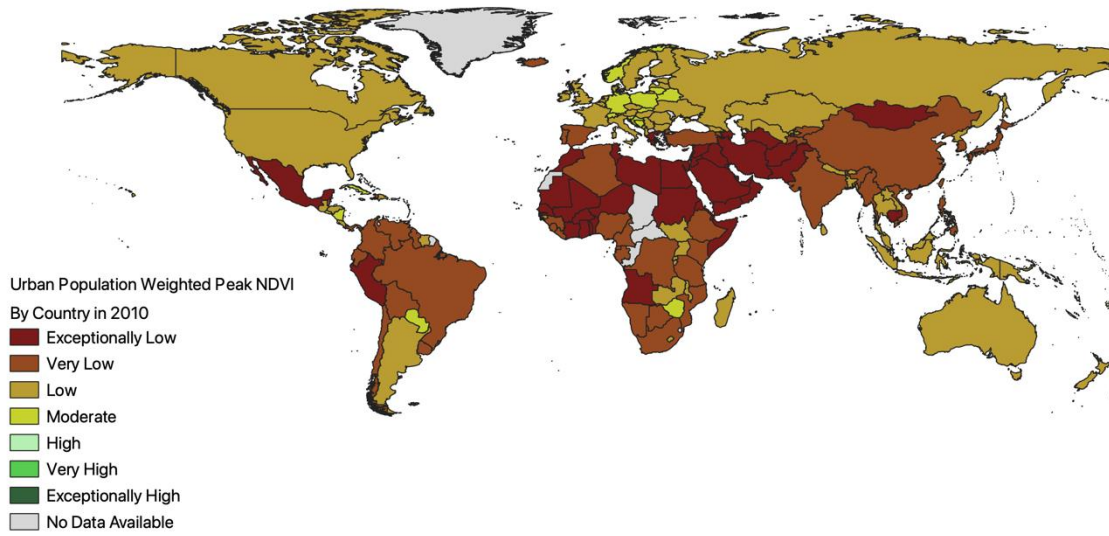 Urban Population Weighted Peak NDVI
By Country in 2010
Exceptionally Low
Very Low
Low
Moderate
High
Very High
Exceptionally High
No Data Available